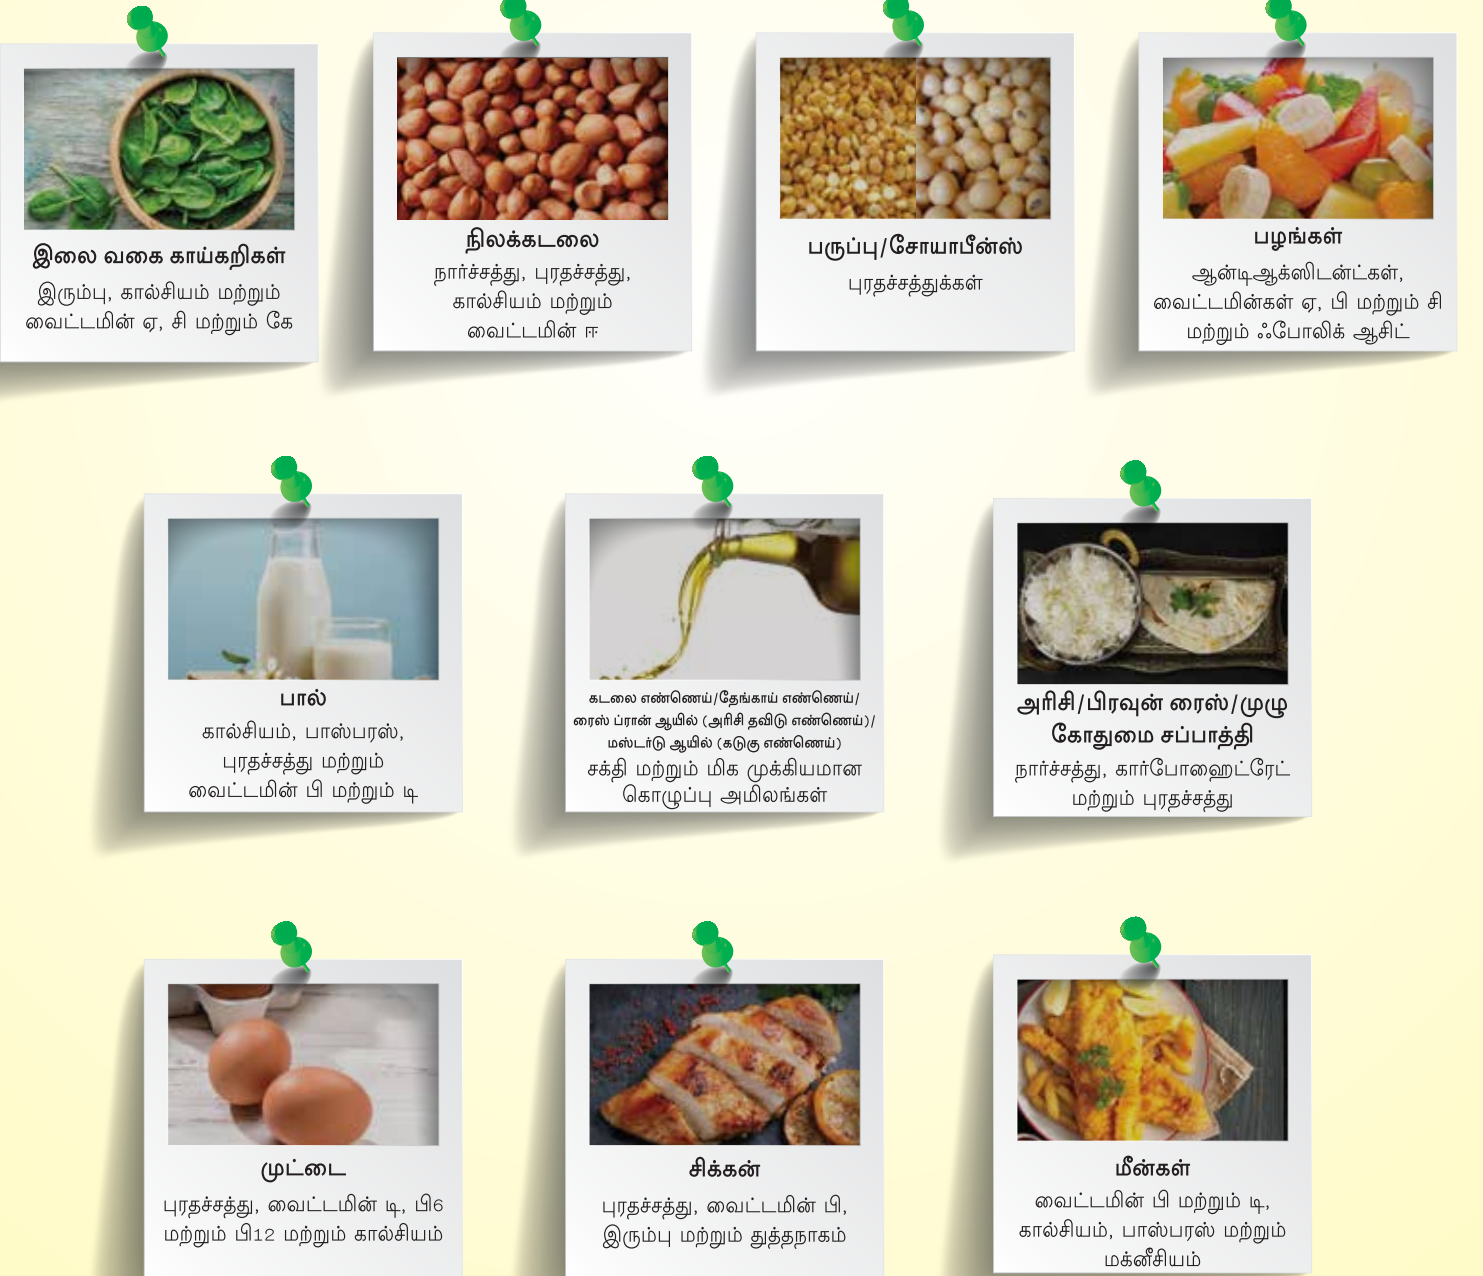 இலை வகை காய்கறிகள்
இரும்பு, கால்சியம் மற்றும்
வைட்டமின் ஏ, சி மற்றும் கே
நிலக்கடலை
நார்ச்சத்து, புரதச்சத்து,
கால்சியம் மற்றும்
வைட்டமின் ஈ
பருப்பு/சோயாபீன்ஸ்
புரதச்சத்துக்கள்
பழங்கள்
ஆன்டிஆக்ஸிடன்ட்கள்,
வைட்டமின்கள் ஏ, பி மற்றும் சி
மற்றும் ஃபோலிக் ஆசிட்
பால்
கால்சியம், பாஸ்பரஸ்,
புரதச்சத்து மற்றும்
வைட்டமின் பி மற்றும் டி
கடலை எண்ணெய்/தேங்காய் எண்ணெய்/
ரைஸ் ப்ரான் ஆயில் (அரிசி தவிடு எண்ணெய்)/
மஸ்டர்டு ஆயில் (கடுகு எண்ணெய்)
சக்தி மற்றும் மிக முக்கியமான
கொழுப்பு அமிலங்கள்
அரிசி/பிரவுன் ரைஸ்/முழு
கோதுமை சப்பாத்தி
நார்ச்சத்து, கார்போஹைட்ரேட்
மற்றும் புரதச்சத்து
முட்டை
புரதச்சத்து, வைட்டமின் டி, பி6
மற்றும் பி12 மற்றும் கால்சியம்
சிக்கன்
புரதச்சத்து, வைட்டமின் பி,
இரும்பு மற்றும் துத்தநாகம்
மீன்கள்
வைட்டமின் பி மற்றும் டி,
கால்சியம், பாஸ்பரஸ் மற்றும்
மக்னீசியம்